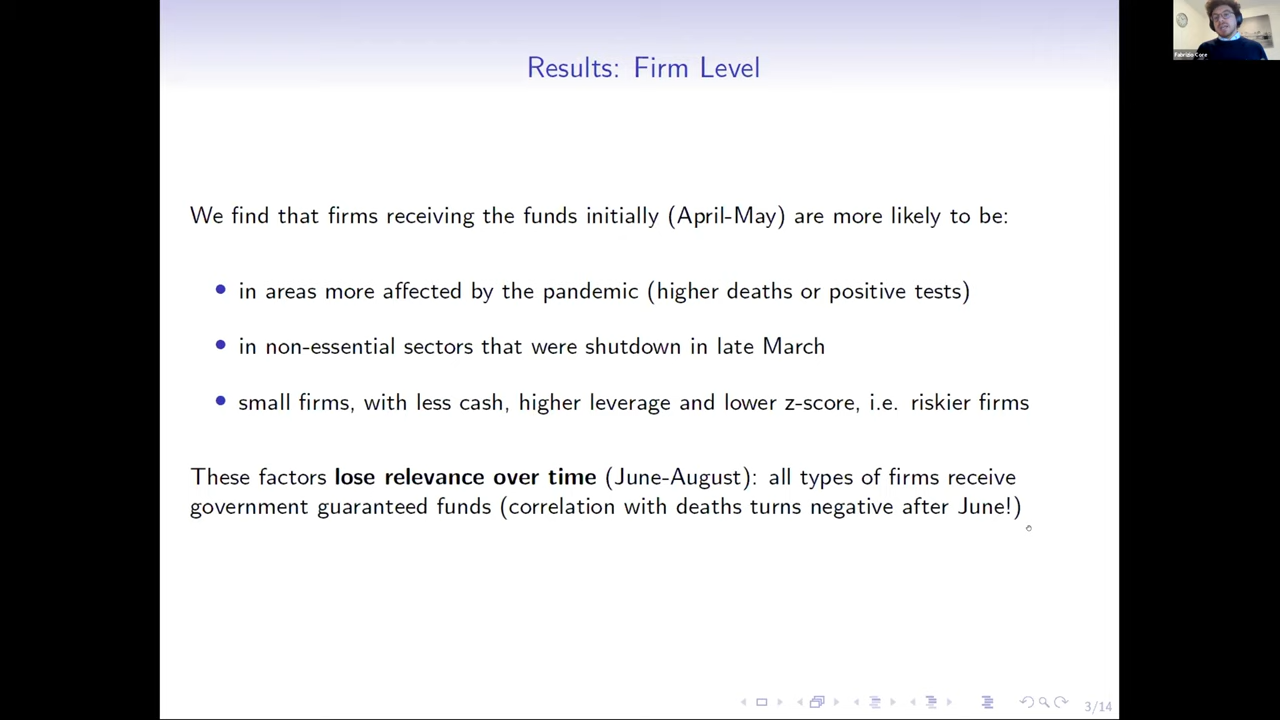 Results: Firm Level
Fabrizio Core
We find that firms receiving the funds initially (April-May) are more likely to be:
• in areas more affected by the pandemic (higher deaths or positive tests)
• in non-essential sectors that were shutdown in late March
• small firms, with less cash, higher leverage and lower z-score, i.e. riskier firms
These factors lose relevance over time (June-August): all types of firms receive
government guaranteed funds (correlation with deaths turns negative after June!)
3/14